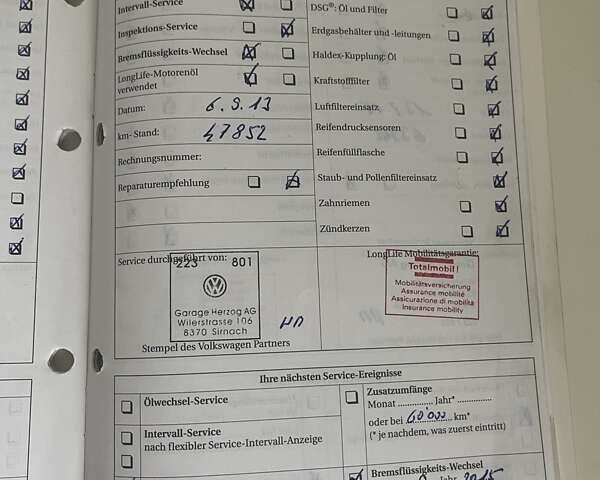 Intervall-Service
Inspektions-Service
Bremsflüssigkeits-Wechsel
LongLife-Motorenöl
verwendet
Datum: 6.9.13
km- Stand: 47852
Rechnungsnummer:
Reparaturempfehlung
DSG®: Öl und Filter
Erdgasbehälter und -leitungen
Haldex-Kupplung: Öl
Kraftstofffilter
Luftfiltereinsatz
Reifendrucksensoren
Reifenfüllflasche
Staub- und Pollenfiltereinsatz
Zahnriemen
Zündkerzen
Service durchgeführt von:
223 801
Garage Herzog AG
Wilerstrasse 106
8370 Sirnach
Stempel des Volkswagen Partners
LongLife Mobilitätsgarantie:
Totalmobil!
Mobilitätsversicherung
Assurance mobilité
Assicurazione di mobilità
Insurance mobility
Ihre nächsten Service-Ereignisse
Ölwechsel-Service
Intervall-Service
nach flexibler Service-Intervall-Anzeige
Zusatzumfänge
Monat .............. Jahr* ..............
oder bei 60'000 km*
(* je nachdem, was zuerst eintritt)
Bremsflüssigkeits-Wechsel
Jahr 2015